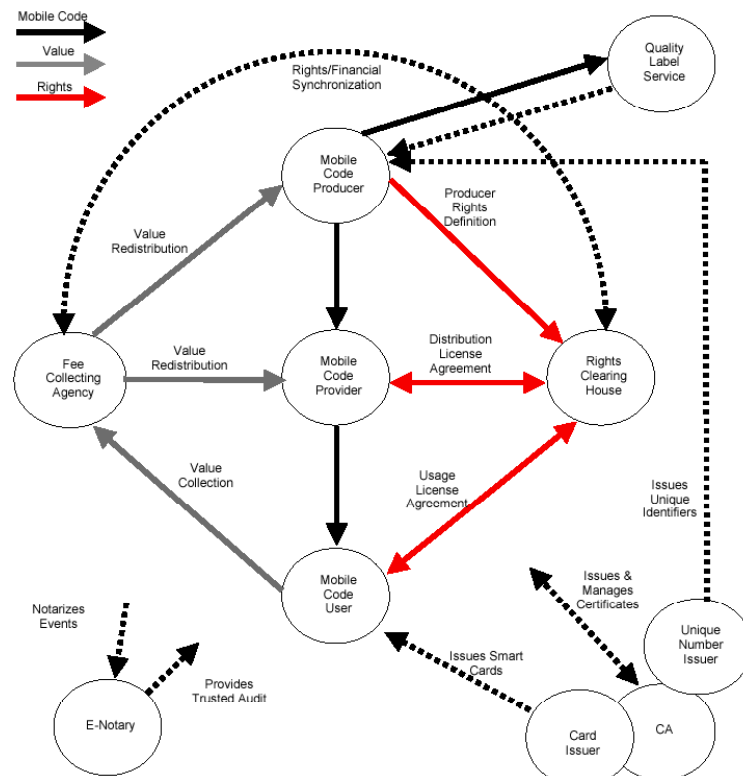 Mobile Code
Value
Rights
Rights/Financial
Synchronization
Quality
Label
Service
Mobile
Code
Producer
Producer
Rights
Definition
Value
Redistribution
Fee
Collecting
Agency
Value
Redistribution
Mobile
Code
Provider
Distribution
License
Agreement
Rights
Clearing
House
Value
Collection
Usage
License
Agreement
Issues
Unique
Identifiers
Mobile
Code
User
Notarizes
Events
Issues &
Manages
Certificates
Unique
Number
Issuer
Issues Smart
Cards
Provides
Trusted Audit
E-Notary
Card
Issuer
CA